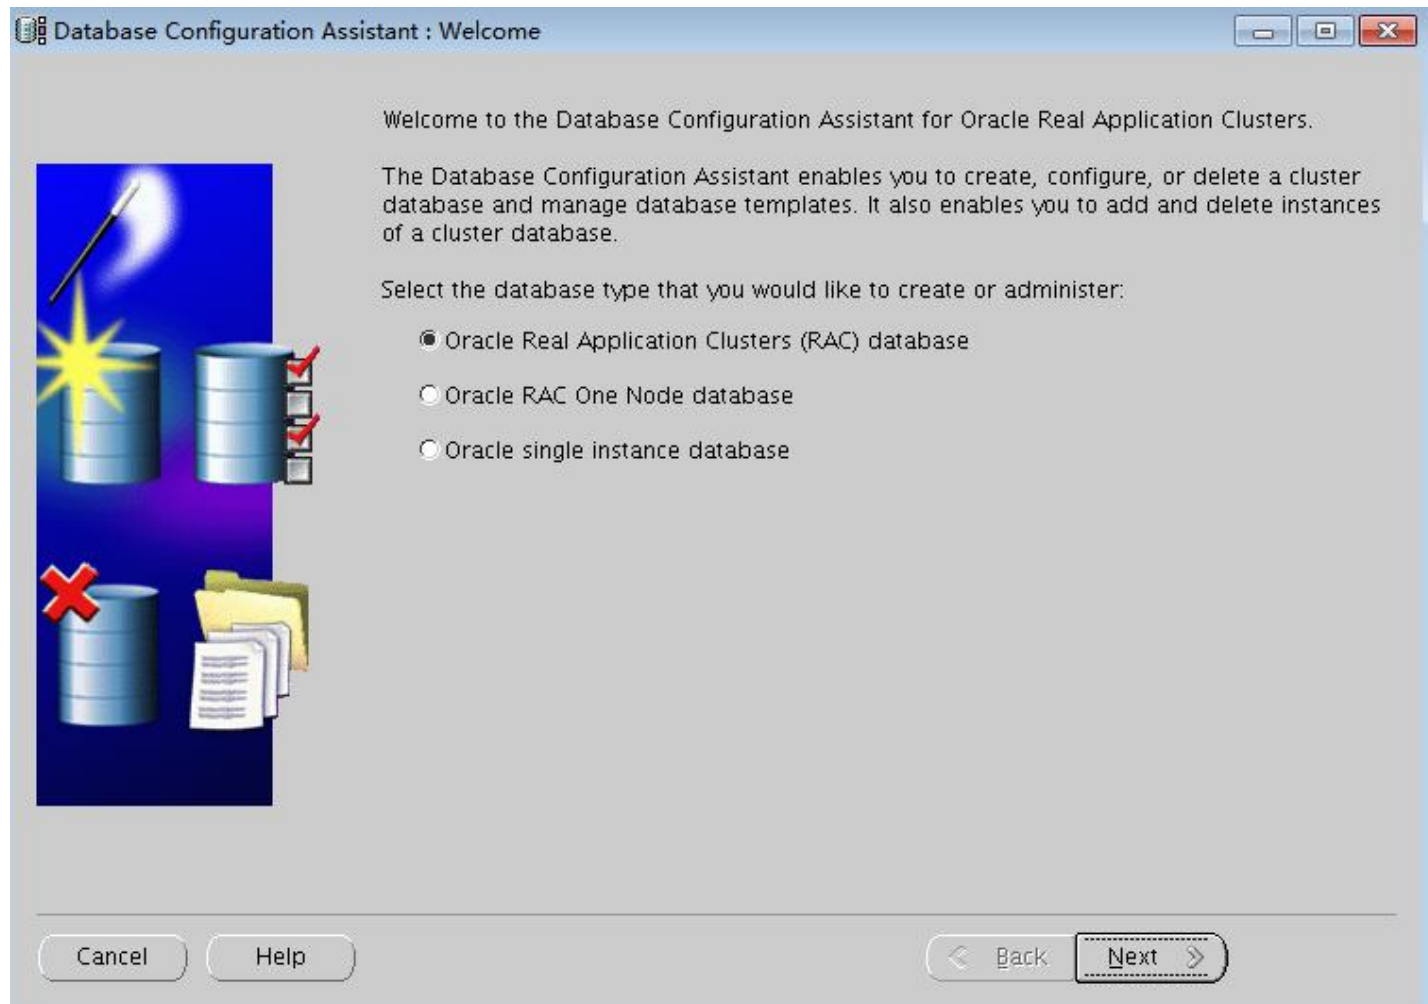 Database Configuration Assistant : Welcome
Welcome to the Database Configuration Assistant for Oracle Real Application Clusters.
The Database Configuration Assistant enables you to create, configure, or delete a cluster
database and manage database templates. It also enables you to add and delete instances
of a cluster database.
Select the database type that you would like to create or administer:
Oracle Real Application Clusters (RAC) database
Oracle RAC One Node database
Oracle single instance database
Cancel
Help
Back
Next